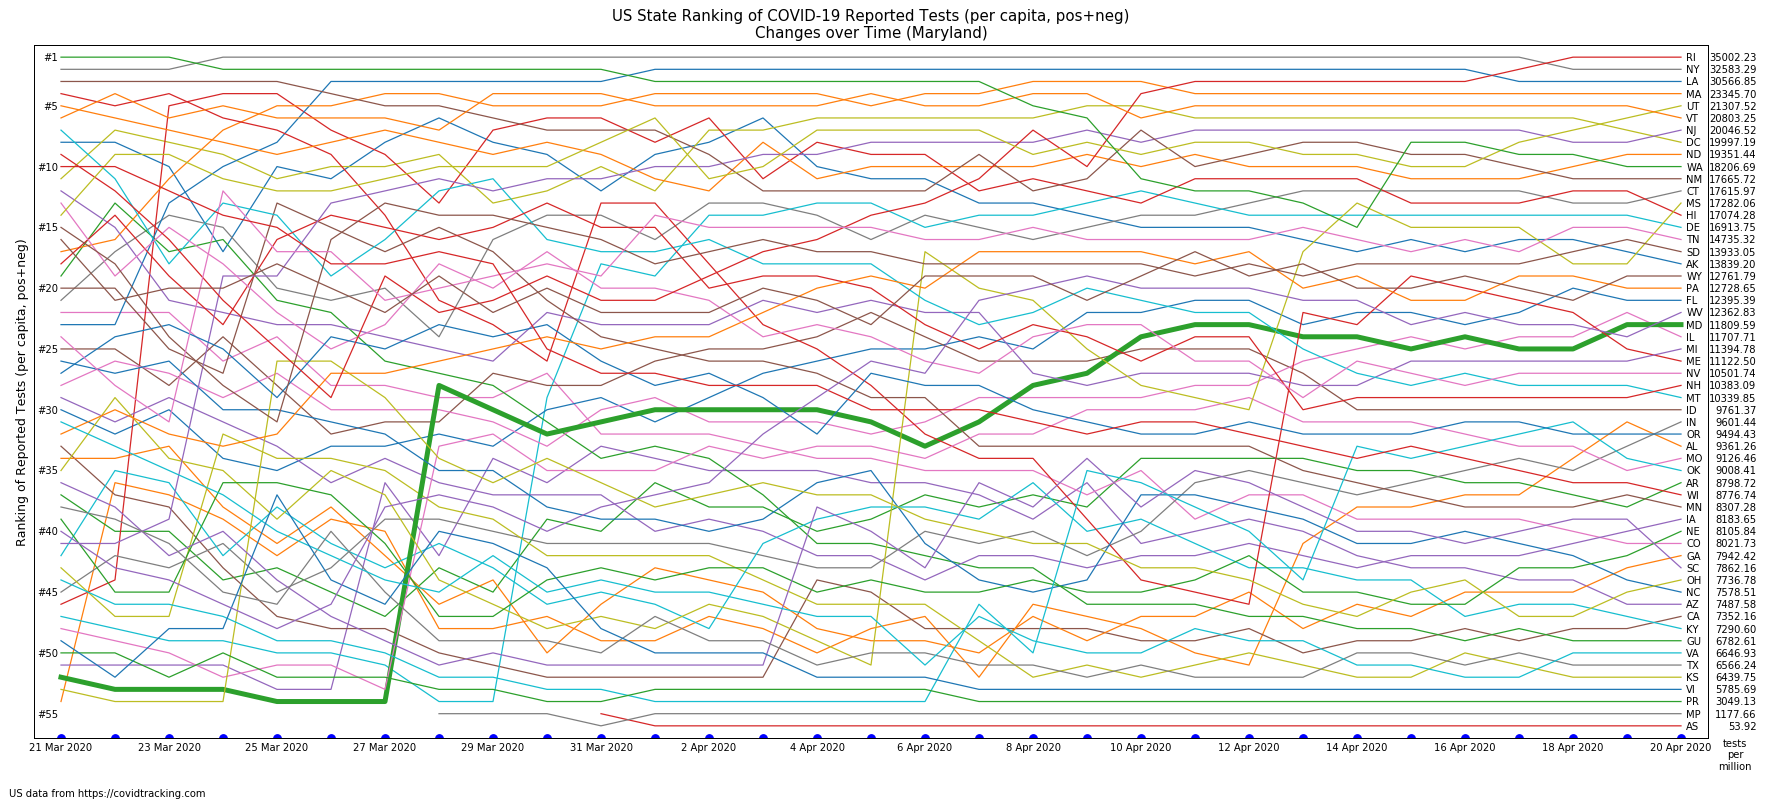 US State Ranking of COVID-19 Reported Tests (per capita, pos+neg)
Changes over Time (Maryland)
Ranking of Reported Tests (per capita, pos+neg)
#1
#5
#10
#15
#20
#25
#30
#35
#40
#45
#50
#55
RI 35002.23
NY 32583.29
LA 30566.85
MA 23345.70
UT 21307.52
VT 20803.25
NJ 20046.52
DC 19997.19
ND 19351.44
WA 18206.69
NM 17665.72
CT 17615.97
MS 17282.06
HI 17074.28
DE 16913.75
TN 14735.32
SD 13933.05
AK 13839.20
WY 12761.79
PA 12728.65
FL 12395.39
WV 12362.83
MD 11809.59
IL 11707.71
MI 11394.78
ME 11122.50
NV 10501.74
NH 10383.09
MT 10339.85
ID 9761.37
IN 9601.44
OR 9494.43
AL 9361.26
MO 9126.46
OK 9008.41
AR 8798.72
WI 8776.74
MN 8307.28
IA 8183.65
NE 8105.84
CO 8021.73
GA 7942.42
SC 7862.16
OH 7736.78
NC 7578.51
AZ 7487.58
CA 7352.16
KY 7290.60
GU 6782.61
VA 6646.93
TX 6566.24
KS 6439.75
VI 5785.69
PR 3049.13
MP 1177.66
AS 53.92
21 Mar 2020 23 Mar 2020 25 Mar 2020 27 Mar 2020 29 Mar 2020 31 Mar 2020 2 Apr 2020 4 Apr 2020 6 Apr 2020 8 Apr 2020 10 Apr 2020 12 Apr 2020 14 Apr 2020 16 Apr 2020 18 Apr 2020 20 Apr 2020
tests
per
million
US data from https://covidtracking.com